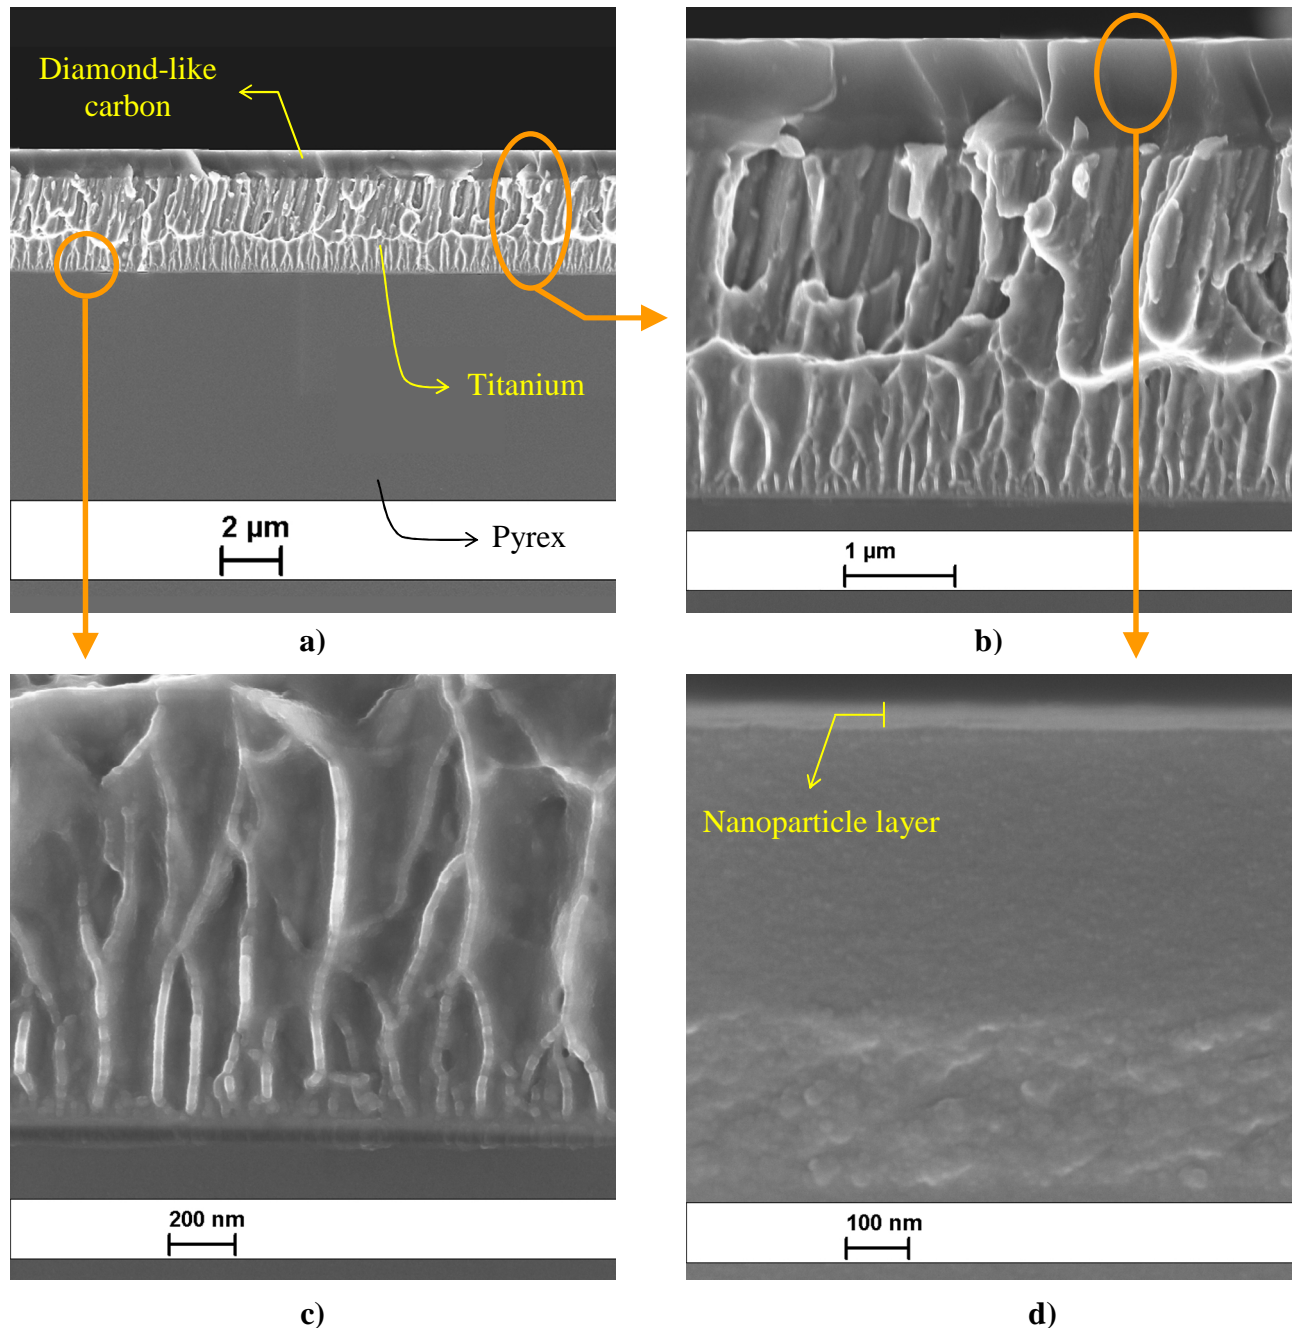 Diamond-like
carbon
Titanium
2 µm
Pyrex
a)
1 µm
b)
200 nm
c)
Nanoparticle layer
100 nm
d)